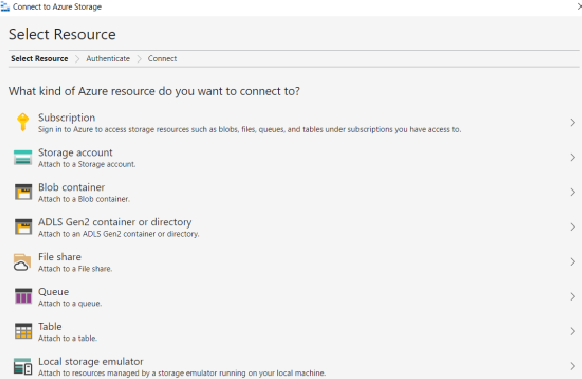 Connect to Azure Storage
Select Resource
Select Resource > Authenticate > Connect
What kind of Azure resource do you want to connect to?
Subscription
Sign in to Azure to access storage resources such as blobs, files, queues, and tables under subscriptions you have access to.
Storage account
Attach to a Storage account.
Blob container
Attach to a Blob container.
ADLS Gen2 container or directory
Attach to an ADLS Gen2 container or directory.
File share
Attach to a File share.
Queue
Attach to a queue.
Table
Attach to a table.
Local storage emulator
Attach to resources managed by a storage emulator running on your local machine.